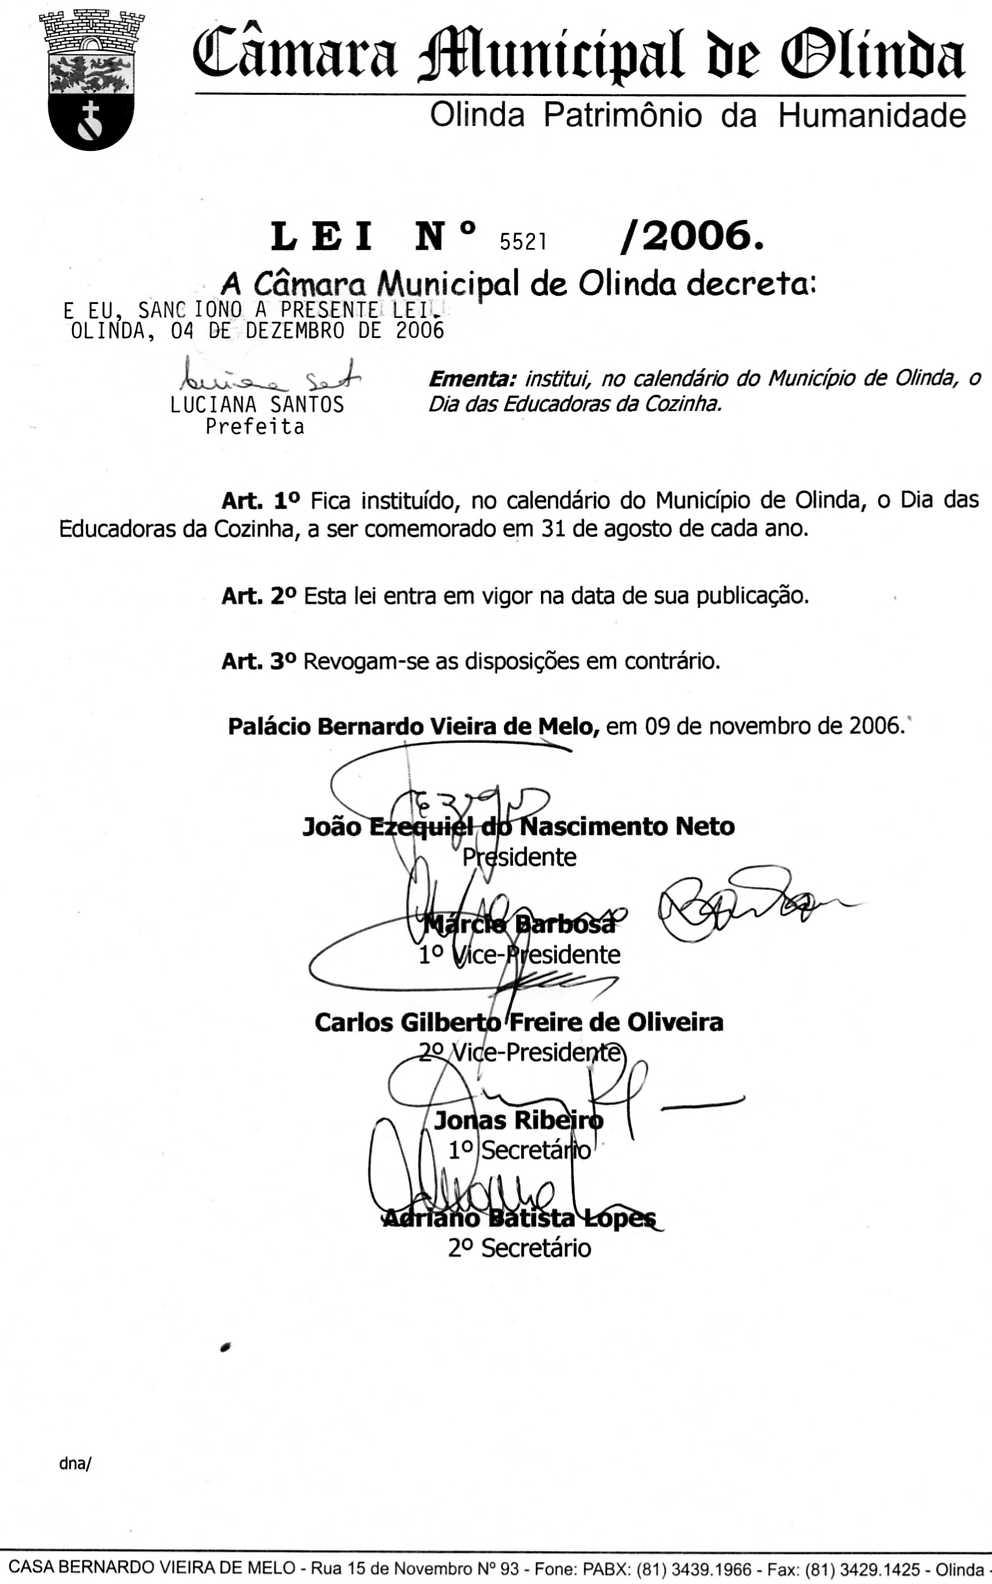 Câmara Municipal de Olinda
Olinda Patrimônio da Humanidade
LEI Nº 5521 /2006.
A Câmara Municipal de Olinda decreta:
E EU, SANCIONO A PRESENTE LEI.
OLINDA, 04 DE DEZEMBRO DE 2006
LUCIANA SANTOS
Prefeita
Ementa: institui, no calendário do Município de Olinda, o
Dia das Educadoras da Cozinha.
Art. 1º Fica instituído, no calendário do Município de Olinda, o Dia das
Educadoras da Cozinha, a ser comemorado em 31 de agosto de cada ano.
Art. 2º Esta lei entra em vigor na data de sua publicação.
Art. 3º Revogam-se as disposições em contrário.
Palácio Bernardo Vieira de Melo, em 09 de novembro de 2006.
João Ezequiel do Nascimento Neto
Presidente
Márcio Barbosa
1º Vice-Presidente
Carlos Gilberto Freire de Oliveira
2º Vice-Presidente
Jonas Ribeiro
1º Secretário
Adriano Batista Lopes
2º Secretário
dna/
CASA BERNARDO VIEIRA DE MELO - Rua 15 de Novembro Nº 93 - Fone: PABX: (81) 3439.1966 - Fax: (81) 3429.1425 - Olinda -